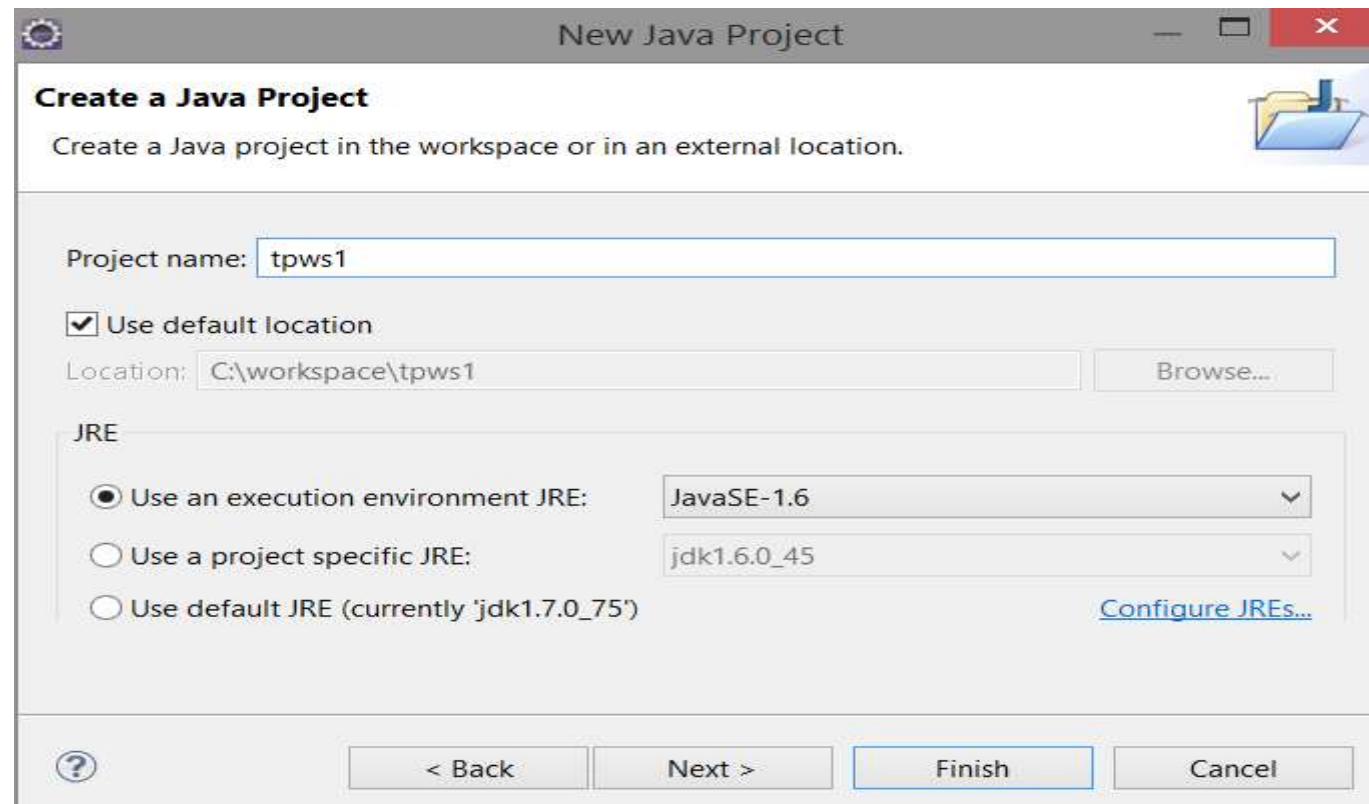 New Java Project
Create a Java Project
Create a Java project in the workspace or in an external location.
Project name: tpws1
Use default location
Location: C:\workspace\tpws1 Browse...
JRE
Use an execution environment JRE: JavaSE-1.6
Use a project specific JRE: jdk1.6.0_45
Use default JRE (currently 'jdk1.7.0_75') Configure JREs...
? < Back Next > Finish Cancel